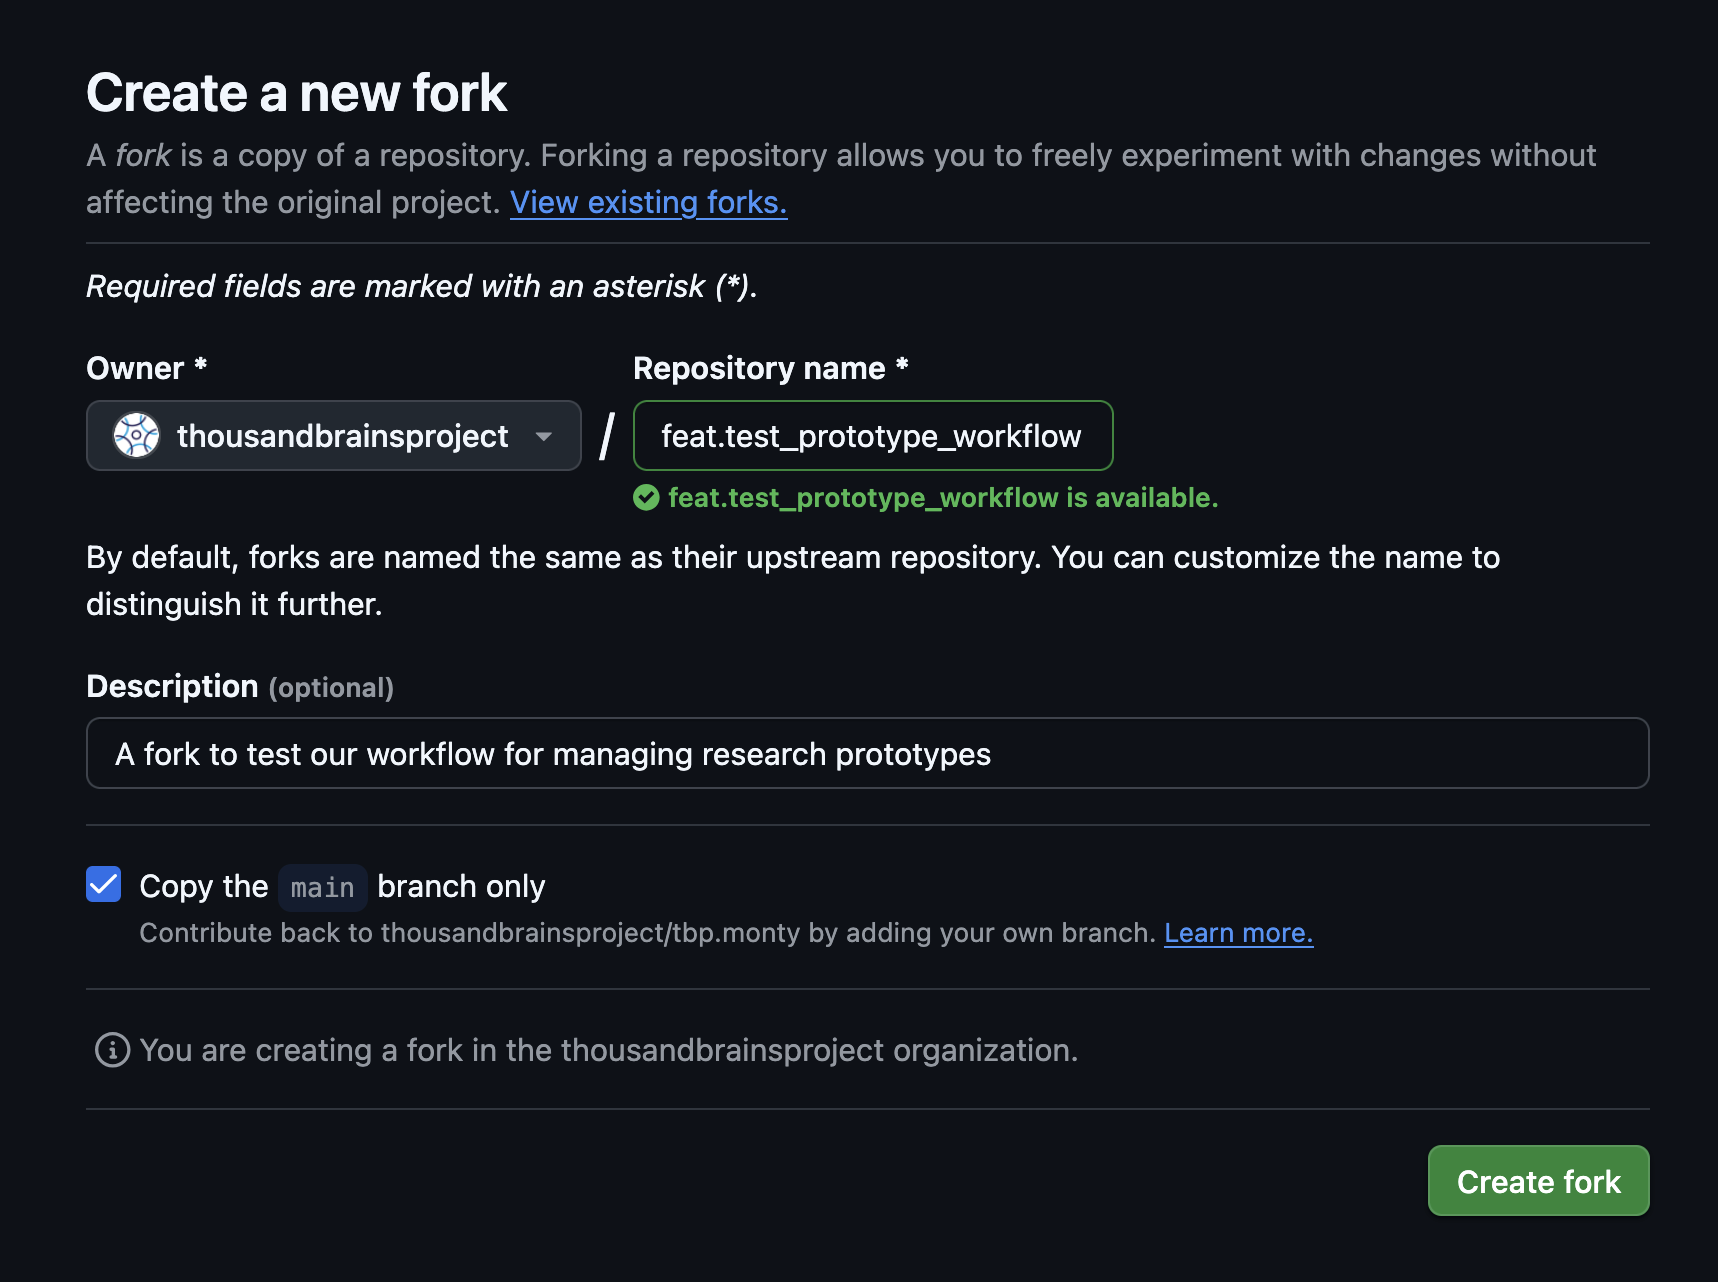 Create a new fork
A fork is a copy of a repository. Forking a repository allows you to freely experiment with changes without
affecting the original project. View existing forks.
Required fields are marked with an asterisk (*).
Owner *
Repository name *
thousandbrainsproject
/
feat.test_prototype_workflow
feat.test_prototype_workflow is available.
By default, forks are named the same as their upstream repository. You can customize the name to
distinguish it further.
Description (optional)
A fork to test our workflow for managing research prototypes
Copy the main branch only
Contribute back to thousandbrainsproject/tbp.monty by adding your own branch. Learn more.
You are creating a fork in the thousandbrainsproject organization.
Create fork